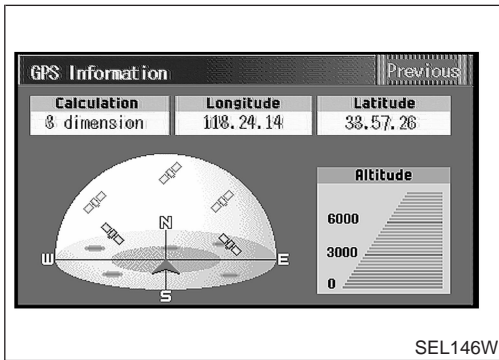 GPS Information
Previous
Calculation
Longitude
Latitude
3 dimension
118.24.14
33.57.26
Altitude
6000
3000
0
N
W
E
S
SEL146W